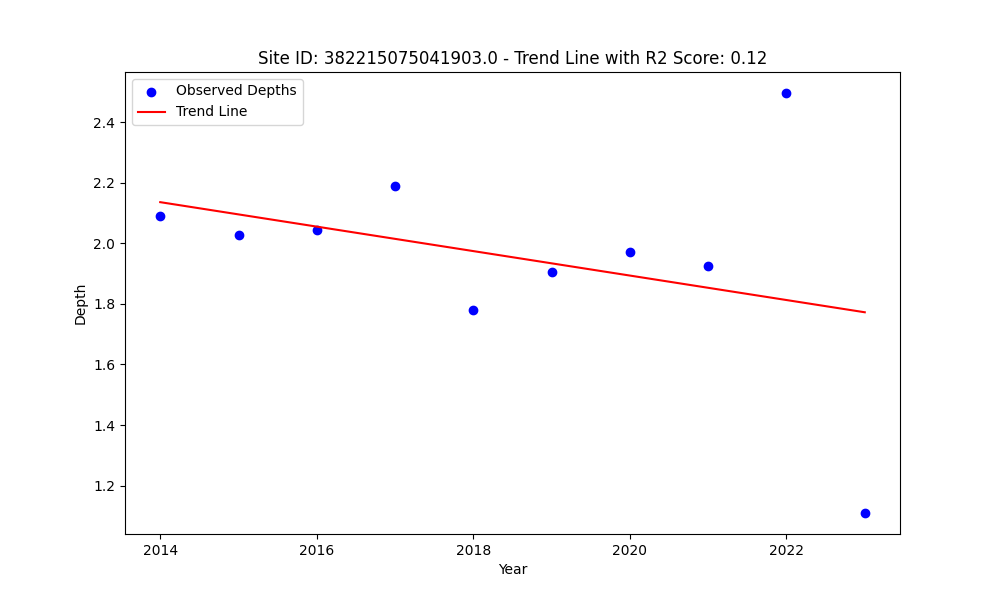 Site ID: 382215075041903.0 - Trend Line with R2 Score: 0.12
Observed Depths
Trend Line
2.4
2.2
2.0
1.8
1.6
1.4
1.2
Depth
2014
2016
2018
2020
2022
Year